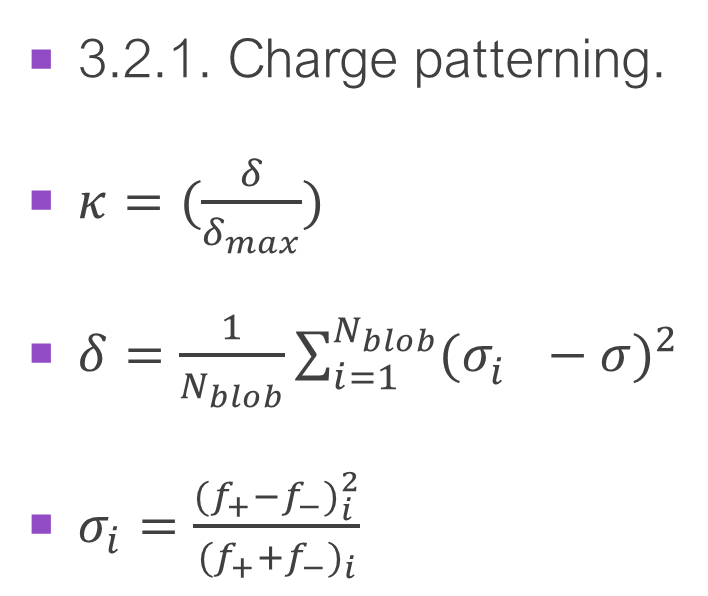 ▪ 3.2.1. Charge patterning.
▪ κ = (δ/δ_max)
▪ δ = 1/N_blob ∑_{i=1}^{N_blob} (σ_i − σ)^2
▪ σ_i = (f_+−f_−)_i^2/(f_++f_−)_i